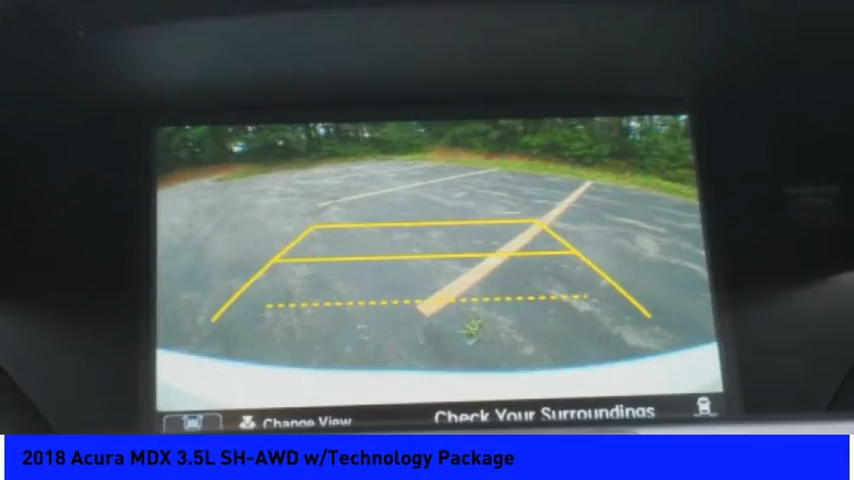 Change View
Check Your Surroundings
2018 Acura MDX 3.5L SH-AWD w/Technology Package